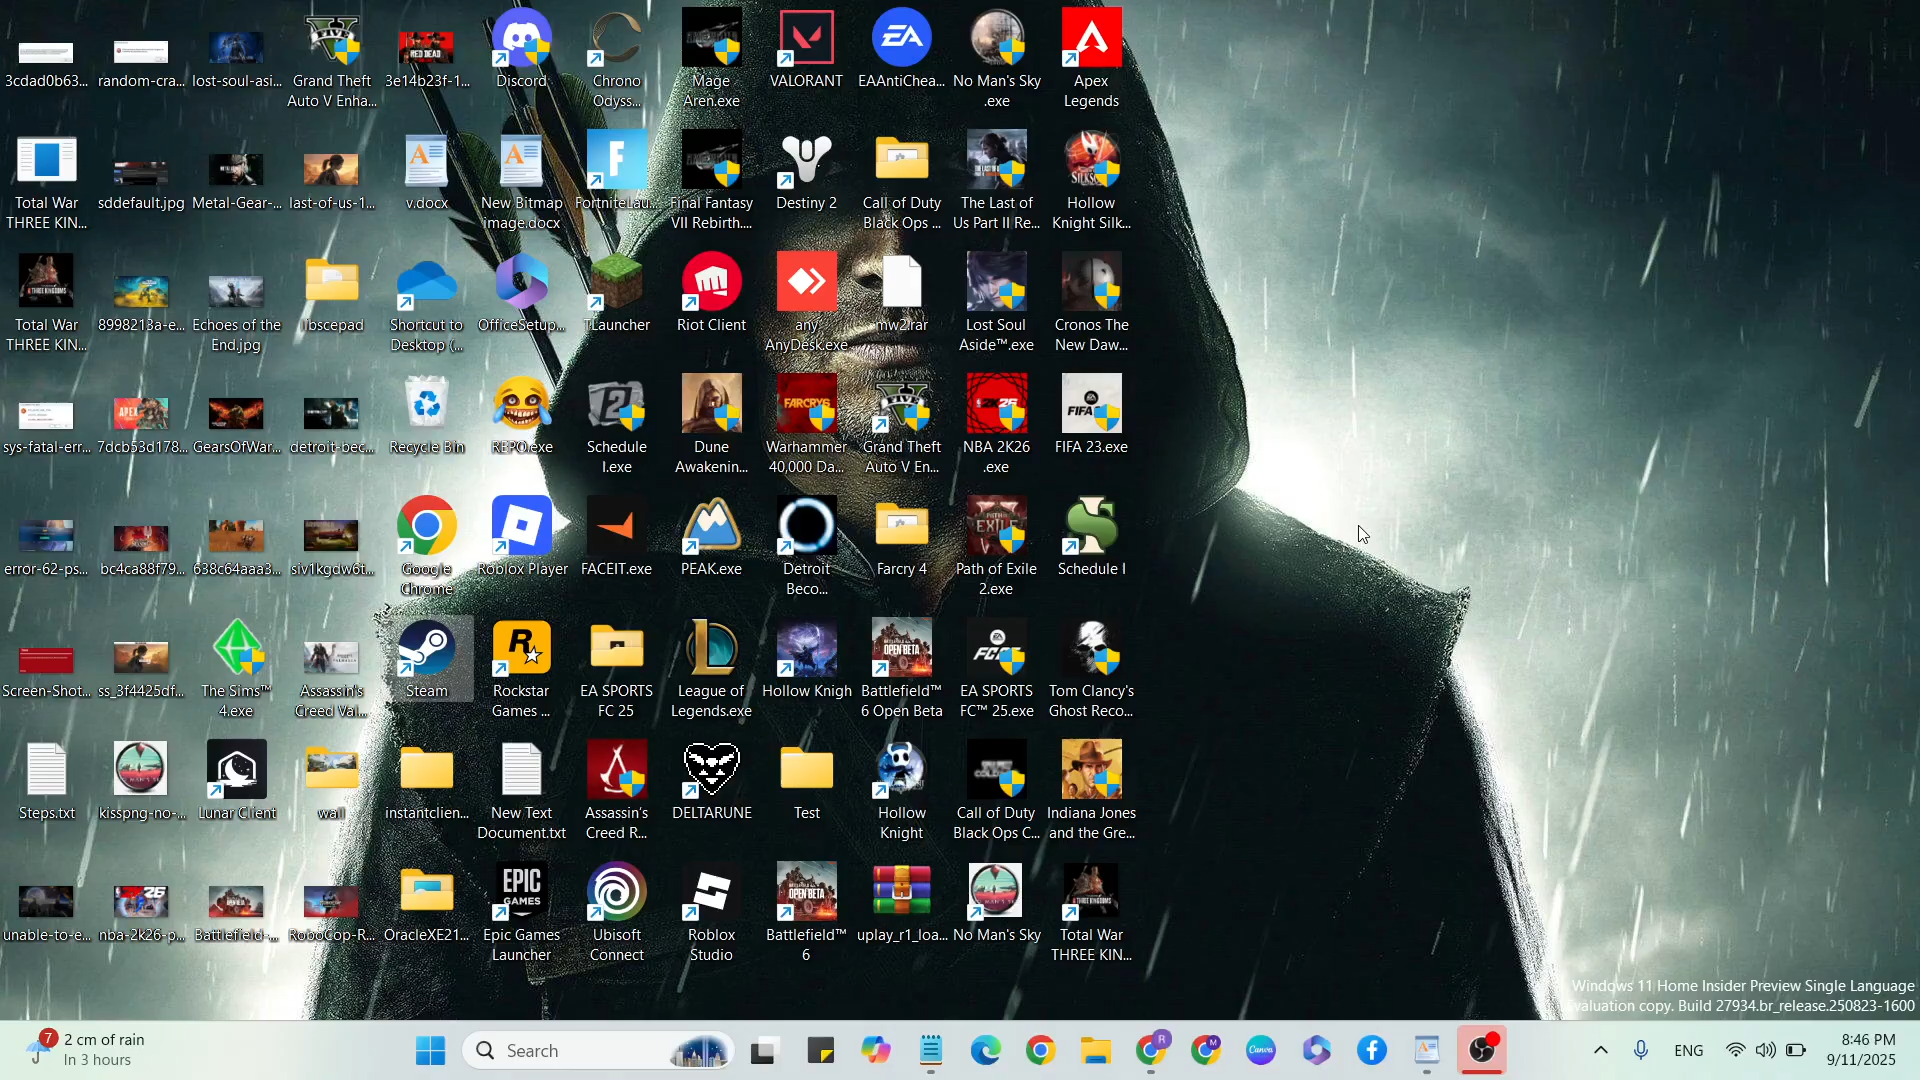 3cdad0b63...
random-cra...
lost-soul-asi...
Grand Theft
Auto V Enha...
3e14b23f-1...
Discord
Chrono
Odyss...
Mage
Aren.exe
VALORANT
EAAntiChea...
No Man's Sky
.exe
Apex
Legends
Total War
THREE KIN...
sddefault.jpg
Metal-Gear-...
last-of-us-1...
v.docx
New Bitmap
image.docx
FortniteLau...
Final Fantasy
VII Rebirth....
Destiny 2
Call of Duty
Black Ops ...
The Last of
Us Part II Re...
Hollow
Knight Silk...
Total War
THREE KIN...
8998213a-e...
Echoes of the
End.jpg
libscepad
Shortcut to
Desktop (...
OfficeSetup...
TLauncher
Riot Client
any
AnyDesk.exe
mw2.rar
Lost Soul
Aside™.exe
Cronos The
New Daw...
sys-fatal-err...
7dcb53d178...
GearsOfWar...
detroit-bec...
Recycle Bin
REPO.exe
Schedule
I.exe
Dune
Awakenin...
FARCRY6
Warhammer
40,000 Da...
Grand Theft
Auto V En...
2K26
NBA 2K26
.exe
FIFA 23.exe
error-62-ps...
bc4ca88f79...
638c64aaa3...
siv1kgdw6t...
Google
Chrome
Roblox Player
FACEIT.exe
PEAK.exe
Detroit
Beco...
Farcry 4
Path of Exile
2.exe
Schedule I
Screen-Shot...
ss_3f4425df...
The Sims™
4.exe
Assassin's
Creed Val...
Steam
Rockstar
Games ...
EA SPORTS
FC 25
League of
Legends.exe
Hollow Knigh
Battlefield™
6 Open Beta
EA SPORTS
FC™ 25.exe
Tom Clancy's
Ghost Reco...
Steps.txt
kisspng-no-...
Lunar Client
wall
instantclien...
New Text
Document.txt
Assassin's
Creed R...
DELTARUNE
Test
Hollow
Knight
Call of Duty
Black Ops C...
Indiana Jones
and the Gre...
unable-to-e...
nba-2k26-p...
Battlefield-...
RoboCop-R...
OracleXE21...
EPIC
GAMES
Epic Games
Launcher
Ubisoft
Connect
Roblox
Studio
Battlefield™
6
uplay_r1_loa...
No Man's Sky
Total War
THREE KIN...
Windows 11 Home Insider Preview Single Language
Evaluation copy. Build 27934.br_release.250823-1600
7
2 cm of rain
In 3 hours
Search
R
M
Canva
ENG
8:46 PM
9/11/2025